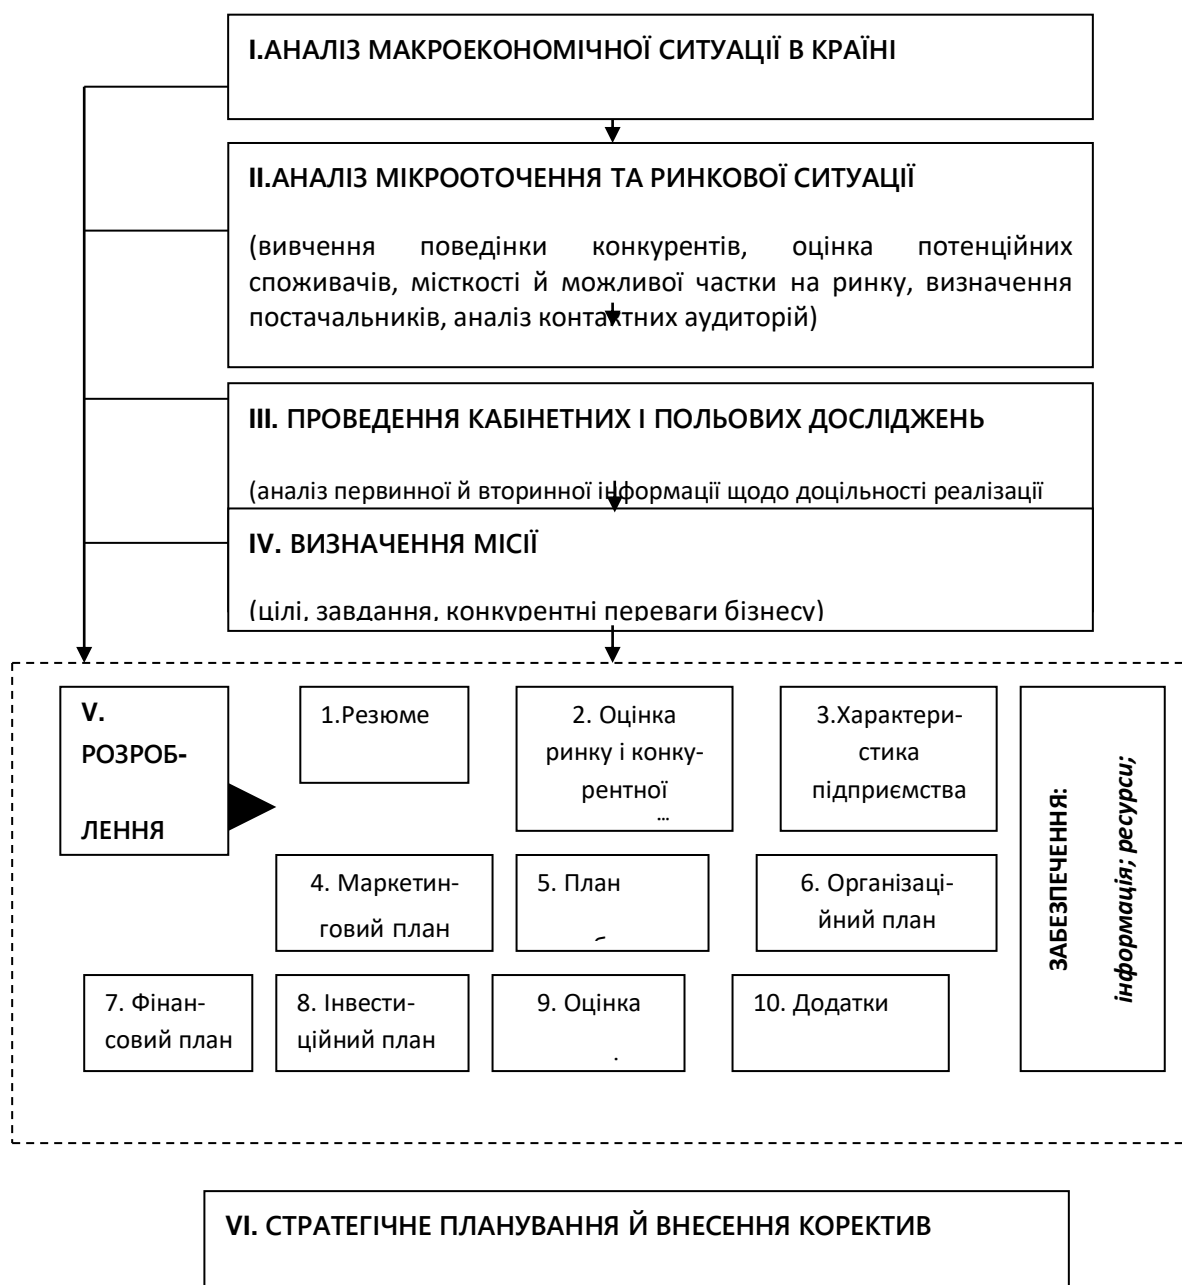 I.АНАЛІЗ МАКРОЕКОНОМІЧНОЇ СИТУАЦІЇ В КРАЇНІ
II.АНАЛІЗ МІКРООТОЧЕННЯ ТА РИНКОВОЇ СИТУАЦІЇ
(вивчення поведінки конкурентів, оцінка потенційних
споживачів, місткості й можливої частки на ринку, визначення
постачальників, аналіз контактних аудиторій)
III. ПРОВЕДЕННЯ КАБІНЕТНИХ І ПОЛЬОВИХ ДОСЛІДЖЕНЬ
(аналіз первинної й вторинної інформації щодо доцільності реалізації
IV. ВИЗНАЧЕННЯ МІСІЇ
(цілі, завдання, конкурентні переваги бізнесу)
V.
РОЗРОБ-
ЛЕННЯ
1.Резюме
2. Оцінка
ринку і конку-
рентної
3.Характери-
стика
підприємства
4. Маркетин-
говий план
5. План
6. Організаці-
йний план
7. Фінан-
совий план
8. Інвести-
ційний план
9. Оцінка
10. Додатки
ЗАБЕЗПЕЧЕННЯ:
інформація; ресурси;
VI. СТРАТЕГІЧНЕ ПЛАНУВАННЯ Й ВНЕСЕННЯ КОРЕКТИВ